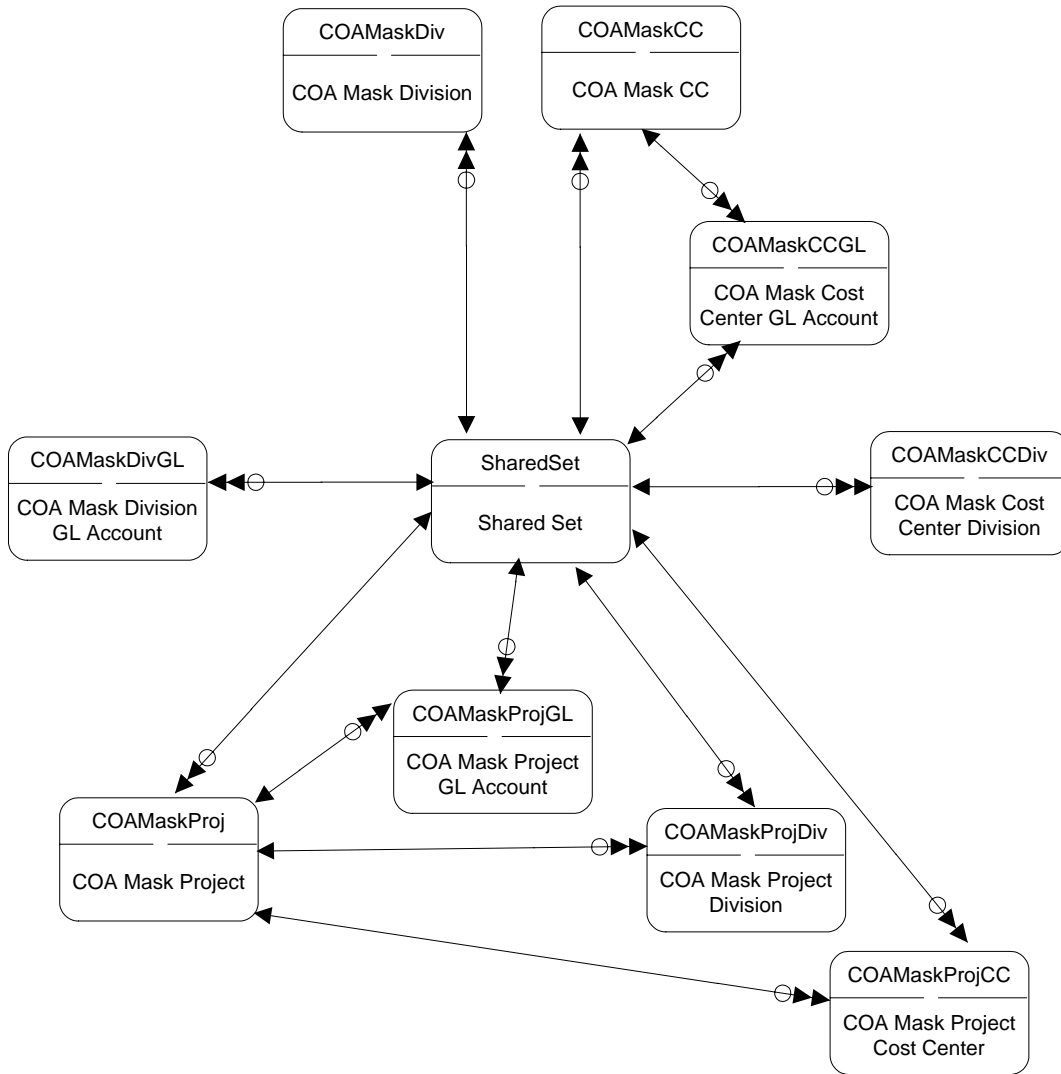 COAMaskDiv
COA Mask Division
COAMaskCC
COA Mask CC
COAMaskCCGL
COA Mask Cost
Center GL Account
COAMaskDivGL
COA Mask Division
GL Account
SharedSet
Shared Set
COAMaskCCDiv
COA Mask Cost
Center Division
COAMaskProjGL
COA Mask Project
GL Account
COAMaskProj
COA Mask Project
COAMaskProjDiv
COA Mask Project
Division
COAMaskProjCC
COA Mask Project
Cost Center